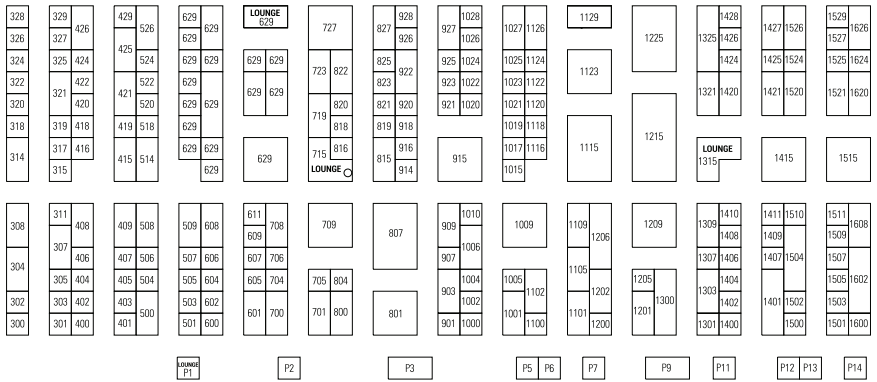 328 329 426 429 526 629 629 LOUNGE 629 727 827 928 927 1028 1027 1126 1129 1225 1325 1428 1427 1526 1529 1626
326 327 425 629 926 1026 1426 1527
324 325 424 524 629 629 629 723 822 825 922 925 1024 1025 1124 1123 1424 1425 1524 1525 1624
322 321 422 421 522 629 629 629 629 823 923 1022 1023 1122 1321 1420 1421 1520 1521 1620
320 420 520 629 719 820 821 920 921 1020 1021 1120
318 319 418 419 518 629 818 819 918 1019 1118 1115 1215
314 317 416 415 514 629 629 629 715 816 815 916 915 1017 1116 LOUNGE 1315 1415 1515
315 629 LOUNGE 914 1015
308 311 408 409 508 509 608 611 708 709 807 909 1010 1009 1109 1206 1209 1309 1410 1411 1510 1511 1608
307 609 1006 1408 1409 1504 1509
304 406 407 506 507 606 607 706 907 1105 1307 1406 1407 1507 1602
305 404 405 504 505 604 605 704 705 804 903 1004 1005 1102 1205 1300 1303 1404 1401 1505
302 303 402 403 500 503 602 601 700 701 800 801 1002 1001 1101 1202 1201 1402 1502 1503
300 301 400 401 501 600 901 1000 1100 1200 1301 1400 1500 1501 1600
LOUNGE P1 P2 P3 P5 P6 P7 P9 P11 P12 P13 P14